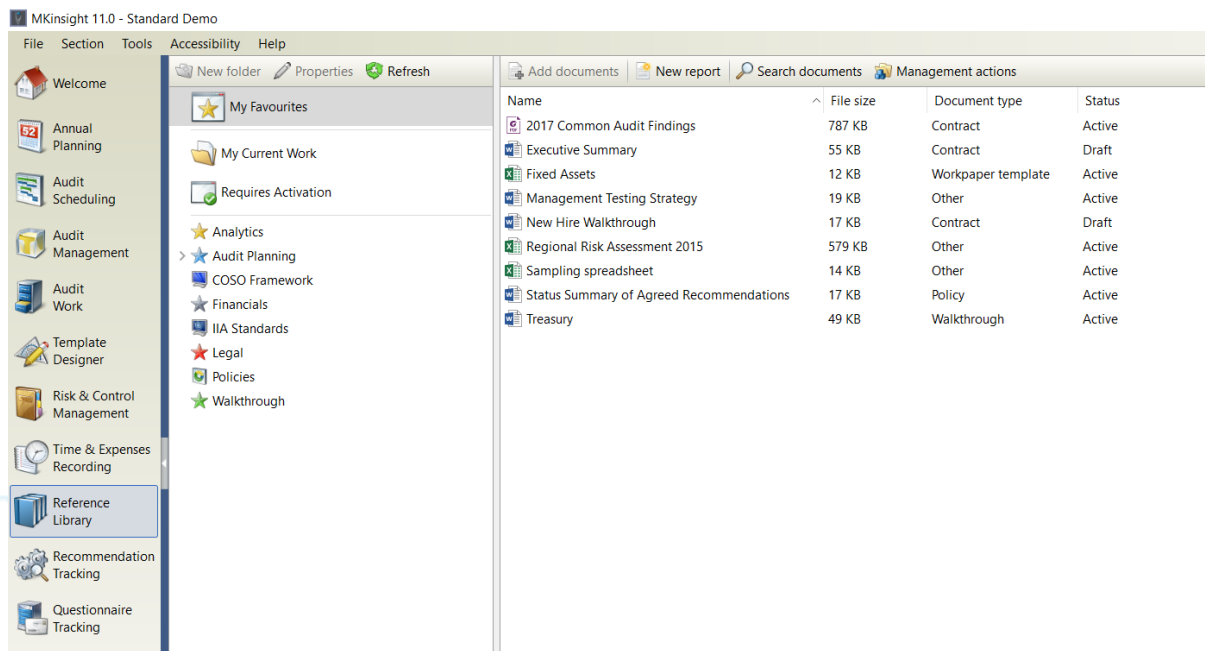 MKinsight 11.0 - Standard Demo
File Section Tools Accessibility Help
Welcome
Annual
Planning
Audit
Scheduling
Audit
Management
Audit
Work
Template
Designer
Risk & Control
Management
Time & Expenses
Recording
Reference
Library
Recommendation
Tracking
Questionnaire
Tracking
New folder Properties Refresh
My Favourites
My Current Work
Requires Activation
Analytics
Audit Planning
COSO Framework
Financials
IIA Standards
Legal
Policies
Walkthrough
Add documents New report Search documents Management actions
Name File size Document type Status
2017 Common Audit Findings 787 KB Contract Active
Executive Summary 55 KB Contract Draft
Fixed Assets 12 KB Workpaper template Active
Management Testing Strategy 19 KB Other Active
New Hire Walkthrough 17 KB Contract Draft
Regional Risk Assessment 2015 579 KB Other Active
Sampling spreadsheet 14 KB Other Active
Status Summary of Agreed Recommendations 17 KB Policy Active
Treasury 49 KB Walkthrough Active